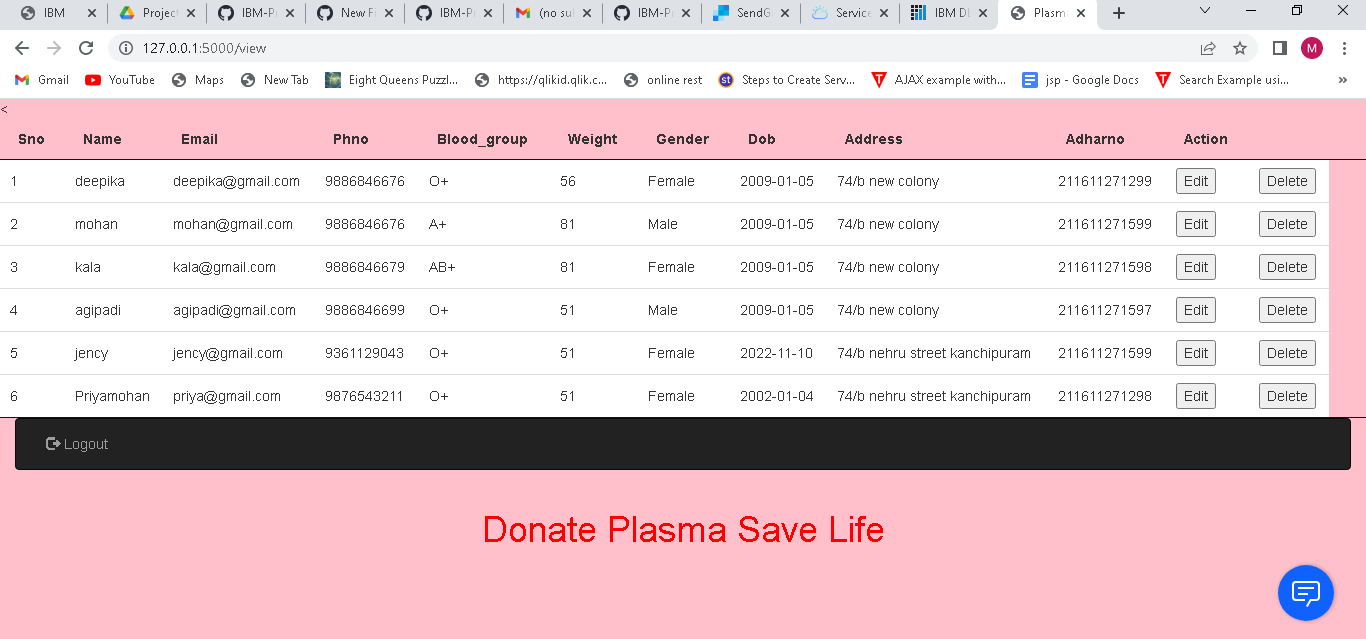 IBM Project IBM-P New F IBM-P (no su IBM-P SendG Service IBM D Plasm
127.0.0.1:5000/view M
Gmail YouTube Maps New Tab Eight Queens Puzzl... https://qlikid.qlik.c... online rest st Steps to Create Serv... AJAX example with... jsp - Google Docs Search Example usi... »
<
Sno Name Email Phno Blood_group Weight Gender Dob Address Adharno Action
1 deepika deepika@gmail.com 9886846676 O+ 56 Female 2009-01-05 74/b new colony 211611271299 Edit Delete
2 mohan mohan@gmail.com 9886846676 A+ 81 Male 2009-01-05 74/b new colony 211611271599 Edit Delete
3 kala kala@gmail.com 9886846679 AB+ 81 Female 2009-01-05 74/b new colony 211611271598 Edit Delete
4 agipadi agipadi@gmail.com 9886846699 O+ 51 Male 2009-01-05 74/b new colony 211611271597 Edit Delete
5 jency jency@gmail.com 9361129043 O+ 51 Female 2022-11-10 74/b nehru street kanchipuram 211611271599 Edit Delete
6 Priyamohan priya@gmail.com 9876543211 O+ 51 Female 2002-01-04 74/b nehru street kanchipuram 211611271298 Edit Delete
Logout
Donate Plasma Save Life